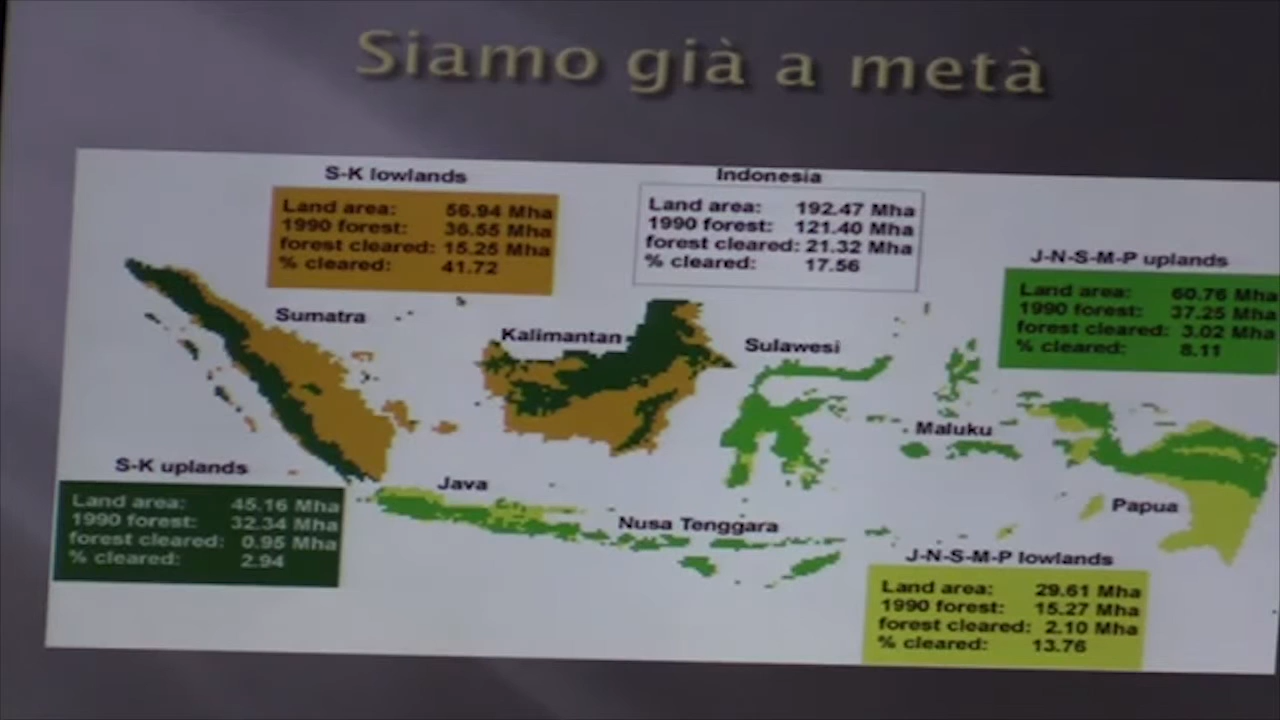 Siamo già a metà
S-K lowlands
Land area: 56.94 Mha
1990 forest: 36.55 Mha
forest cleared: 15.25 Mha
% cleared: 41.72
Indonesia
Land area: 192.47 Mha
1990 forest: 121.40 Mha
forest cleared: 21.32 Mha
% cleared: 17.56
J-N-S-M-P uplands
Land area: 60.76 Mha
1990 forest: 37.25 Mha
forest cleared: 3.02 Mha
% cleared: 8.11
Sumatra
Kalimantan
Sulawesi
Maluku
Papua
Java
Nusa Tenggara
S-K uplands
Land area: 45.16 Mha
1990 forest: 32.34 Mha
forest cleared: 0.95 Mha
% cleared: 2.94
J-N-S-M-P lowlands
Land area: 29.61 Mha
1990 forest: 15.27 Mha
forest cleared: 2.10 Mha
% cleared: 13.76